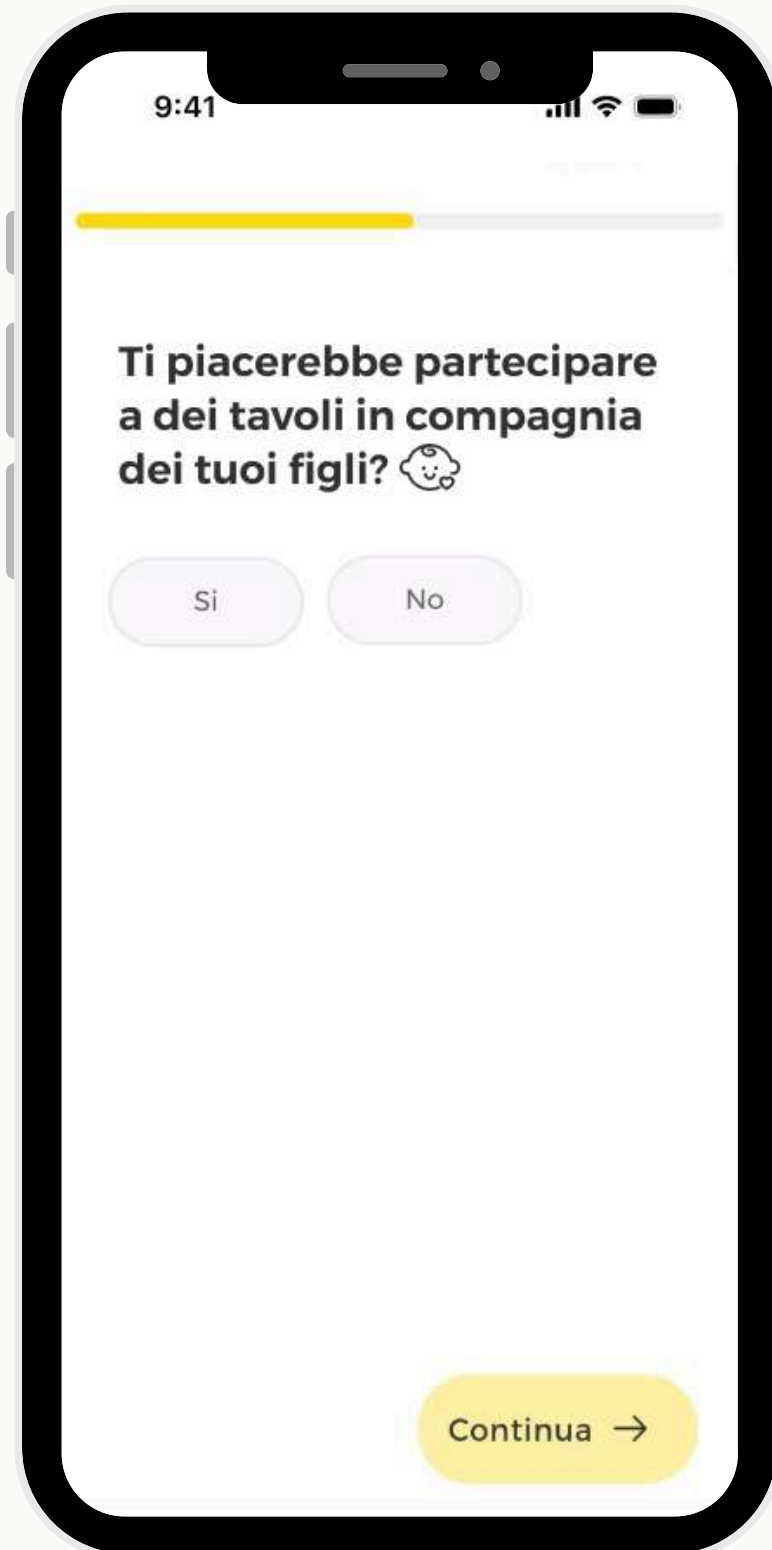 9:41
Ti piacerebbe partecipare
a dei tavoli in compagnia
dei tuoi figli?
Si
No
Continua →